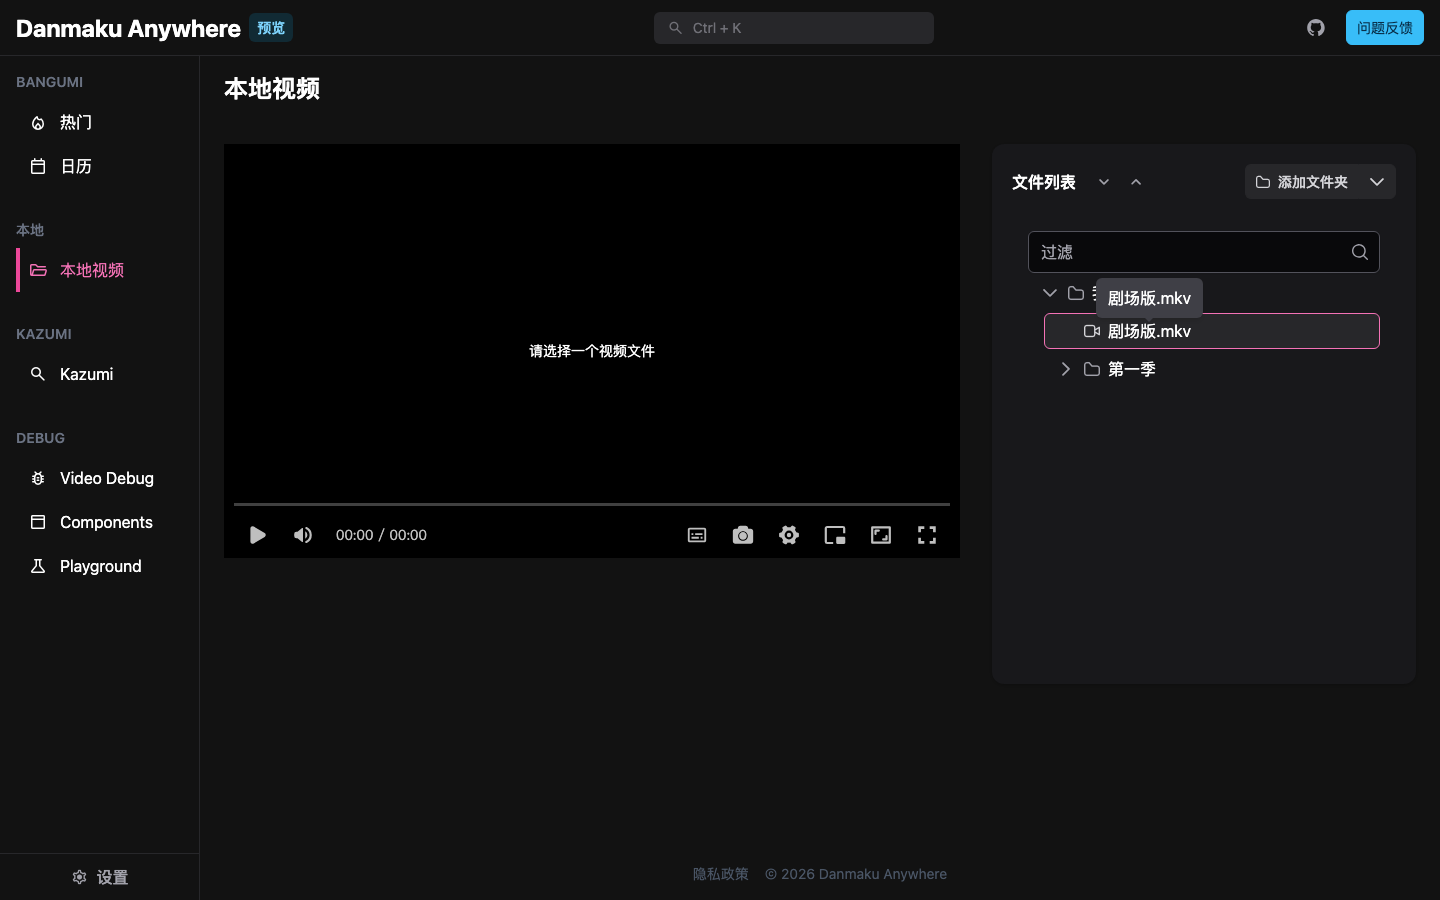 Danmaku Anywhere 预览
Ctrl + K
问题反馈
BANGUMI
热门
日历
本地
本地视频
KAZUMI
Kazumi
DEBUG
Video Debug
Components
Playground
设置
本地视频
请选择一个视频文件
00:00 / 00:00
文件列表
添加文件夹
过滤
剧场版.mkv
剧场版.mkv
第一季
隐私政策 © 2026 Danmaku Anywhere